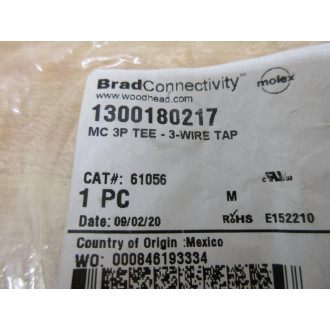 BradConnectivity™ molex
www.woodhead.com
1300180217
MC 3P TEE - 3-WIRE TAP
CAT#: 61056
1 PC M
Date: 09/02/20 RoHS E152210
Country of Origin :Mexico
WO: 000846193334